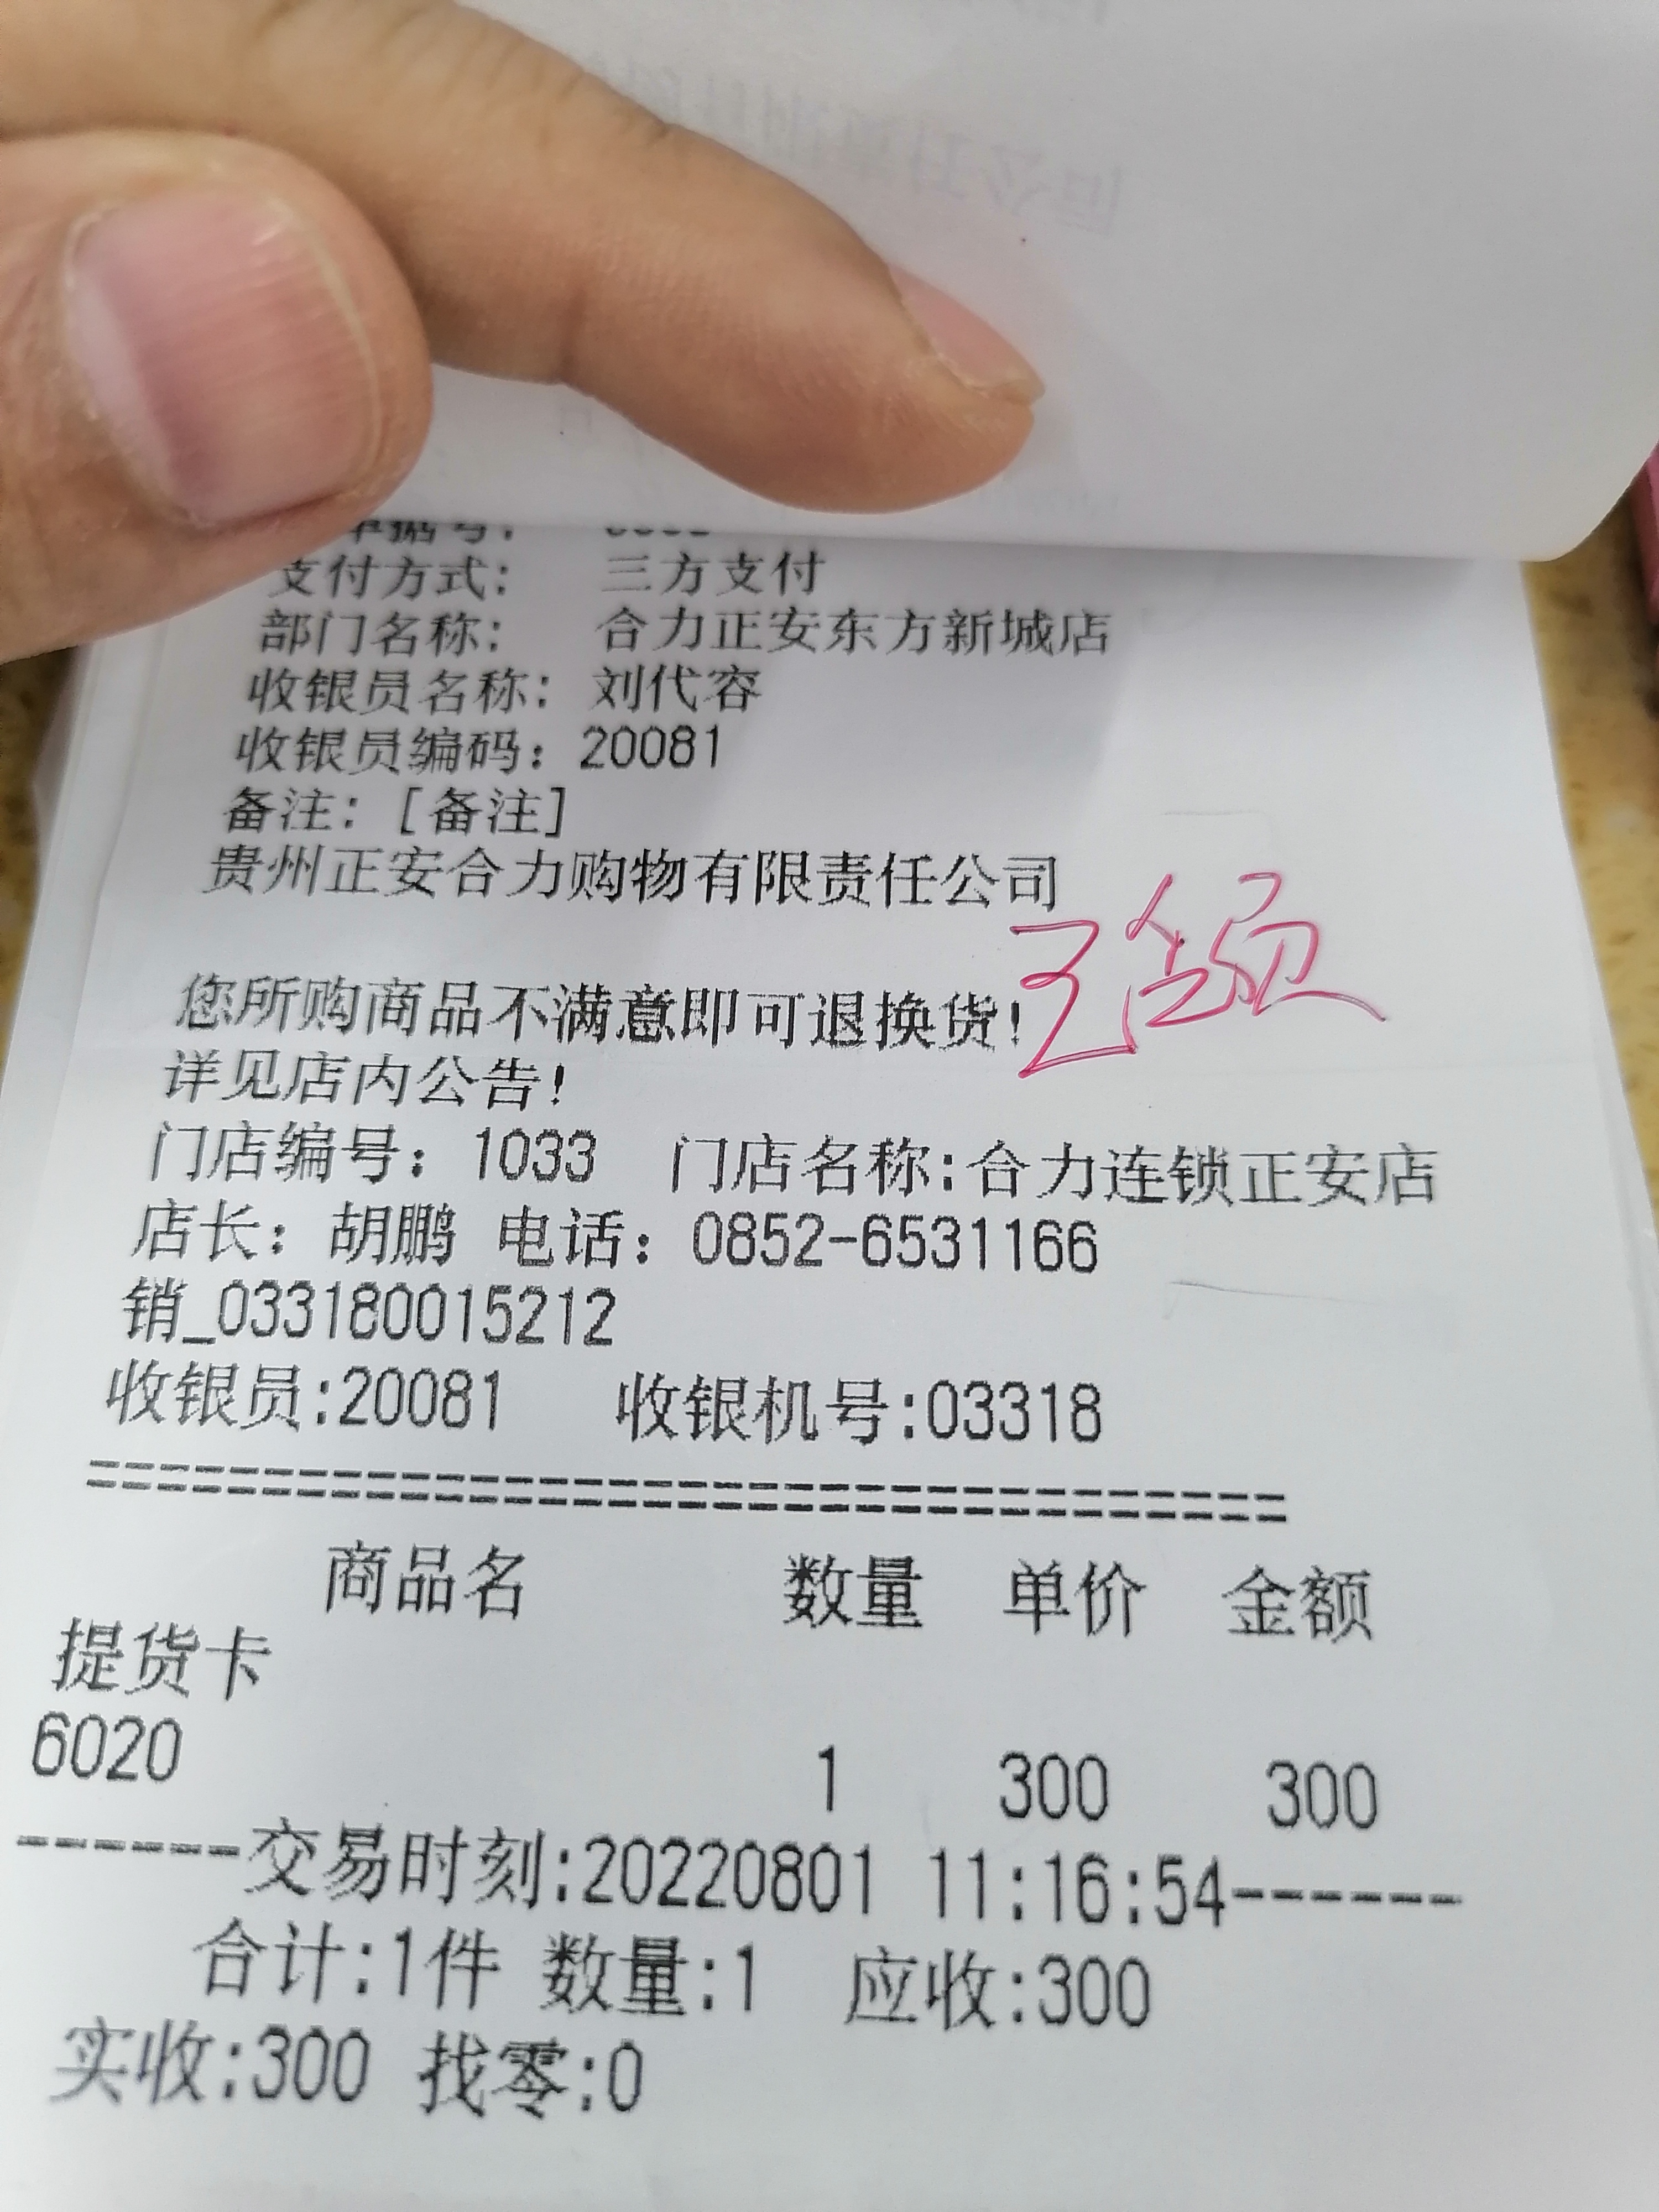 单据号:
支付方式: 三方支付
部门名称: 合力正安东方新城店
收银员名称: 刘代容
收银员编码: 20081
备注: [备注]
贵州正安合力购物有限责任公司
您所购商品不满意即可退换货!
详见店内公告!
门店编号: 1033 门店名称:合力连锁正安店
店长: 胡鹏 电话: 0852-6531166
销_033180015212
收银员:20081 收银机号:03318
==================================
商品名 数量 单价 金额
提货卡
6020 1 300 300
------交易时刻:20220801 11:16:54------
合计:1件 数量:1 应收:300
实收:300 找零:0